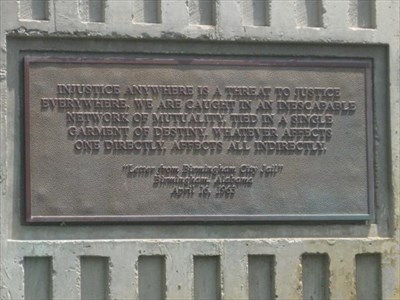 INJUSTICE ANYWHERE IS A THREAT TO JUSTICE
EVERYWHERE. WE ARE CAUGHT IN AN INESCAPABLE
NETWORK OF MUTUALITY, TIED IN A SINGLE
GARMENT OF DESTINY. WHATEVER AFFECTS
ONE DIRECTLY, AFFECTS ALL INDIRECTLY.
"Letter from Birmingham City Jail"
Birmingham, Alabama
April 16, 1963